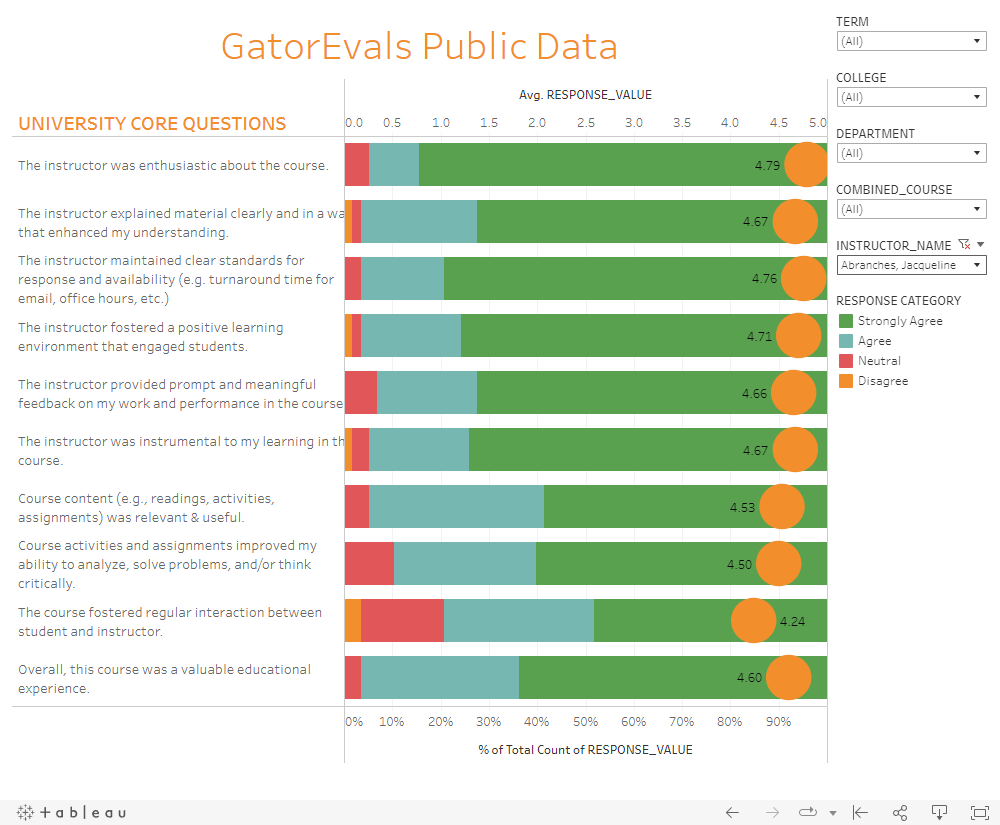 GatorEvals Public Data
TERM
(All)
COLLEGE
(All)
DEPARTMENT
(All)
COMBINED_COURSE
(All)
INSTRUCTOR_NAME
Abranches, Jacqueline
RESPONSE CATEGORY
Strongly Agree
Agree
Neutral
Disagree
Avg. RESPONSE_VALUE
UNIVERSITY CORE QUESTIONS
0.0 0.5 1.0 1.5 2.0 2.5 3.0 3.5 4.0 4.5 5.0
The instructor was enthusiastic about the course.
4.79
The instructor explained material clearly and in a wa
that enhanced my understanding.
4.67
The instructor maintained clear standards for
response and availability (e.g. turnaround time for
email, office hours, etc.)
4.76
The instructor fostered a positive learning
environment that engaged students.
4.71
The instructor provided prompt and meaningful
feedback on my work and performance in the course
4.66
The instructor was instrumental to my learning in th
course.
4.67
Course content (e.g., readings, activities,
assignments) was relevant & useful.
4.53
Course activities and assignments improved my
ability to analyze, solve problems, and/or think
critically.
4.50
The course fostered regular interaction between
student and instructor.
4.24
Overall, this course was a valuable educational
experience.
4.60
0% 10% 20% 30% 40% 50% 60% 70% 80% 90%
% of Total Count of RESPONSE_VALUE
tableau